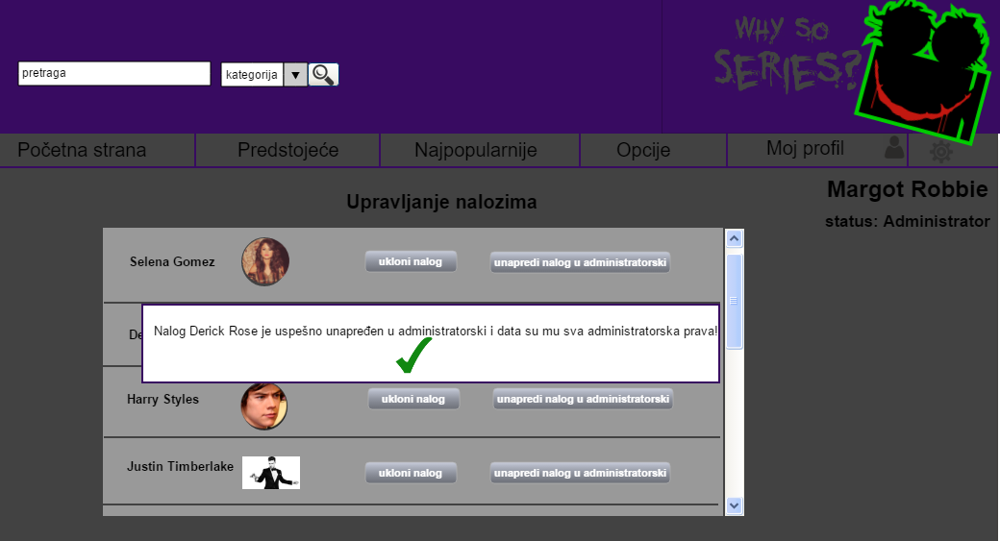 WHY SO
SERIES?
pretraga
kategorija
Početna strana
Predstojeće
Najpopularnije
Opcije
Moj profil
Margot Robbie
status: Administrator
Upravljanje nalozima
Selena Gomez
ukloni nalog
unapredi nalog u administratorski
De
Nalog Derick Rose je uspešno unapređen u administratorski i data su mu sva administratorska prava!
Harry Styles
ukloni nalog
unapredi nalog u administratorski
Justin Timberlake
ukloni nalog
unapredi nalog u administratorski